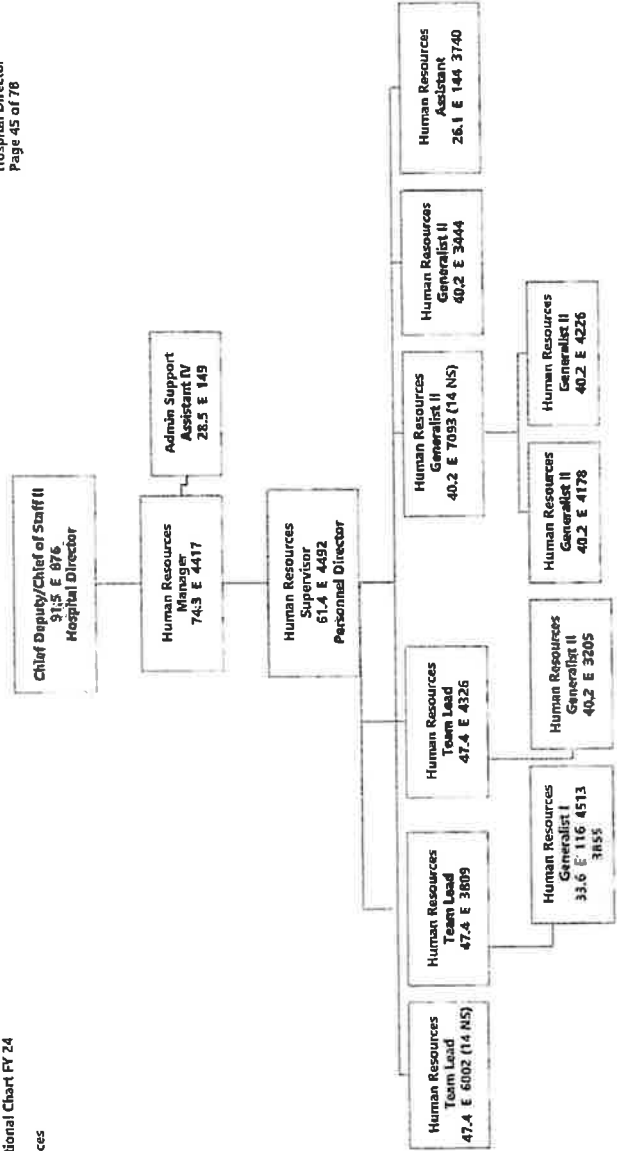 tional Chart FY 24
ces
Hospital Director
Page 45 of 78
Chief Deputy/Chief of Staff II
91.5 E 876
Hospital Director
Human Resources
Manager
74.3 E 4417
Admin Support
Assistant IV
28.5 E 149
Human Resources
Supervisor
61.4 E 4492
Personnel Director
Human Resources
Team Lead
47.4 E 6002 (14 NS)
Human Resources
Team Lead
47.4 E 3809
Human Resources
Team Lead
47.4 E 4326
Human Resources
Generalist II
40.2 E 7093 (14 NS)
Human Resources
Generalist II
40.2 E 3444
Human Resources
Assistant
26.1 E 144 3740
Human Resources
Generalist I
33.6 E 116 4513
3855
Human Resources
Generalist II
40.2 E 3205
Human Resources
Generalist II
40.2 E 4178
Human Resources
Generalist II
40.2 E 4226